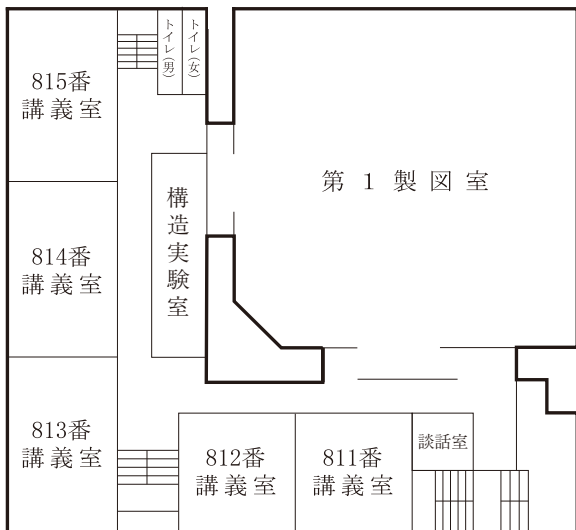 815番
講義室
トイレ(男)
トイレ(女)
第1製図室
814番
講義室
構造実験室
813番
講義室
812番
講義室
811番
講義室
談話室